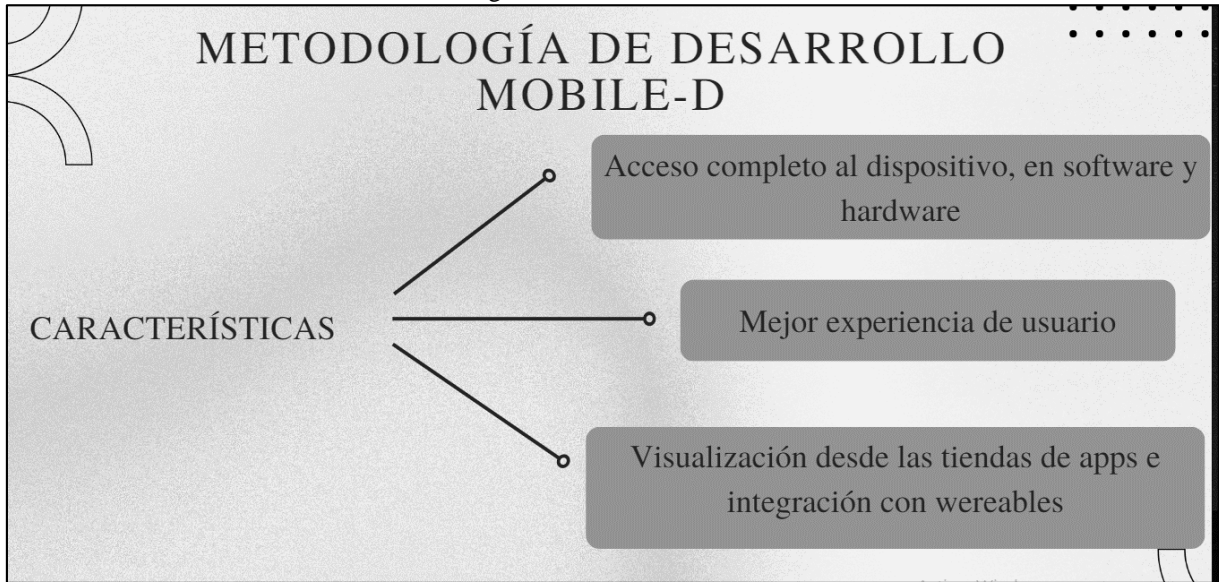 METODOLOGÍA DE DESARROLLO
MOBILE-D
Acceso completo al dispositivo, en software y
hardware
CARACTERÍSTICAS
Mejor experiencia de usuario
Visualización desde las tiendas de apps e
integración con wereables